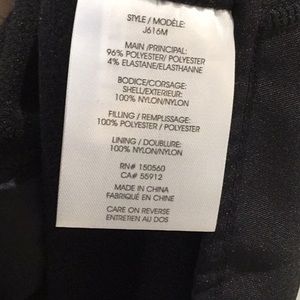 STYLE / MODÈLE:
J616M
MAIN /PRINCIPAL:
96% POLYESTER/ POLYESTER
4% ELASTANE/ELASTHANNE
BODICE/CORSAGE:
SHELL/EXTERIEUR:
100% NYLON/NYLON
FILLING / REMPLISSAGE:
100% POLYESTER / POLYESTER
LINING / DOUBLURE:
100% NYLON/NYLON
RN# 150560
CA# 55912
MADE IN CHINA
FABRIQUÉ EN CHINE
CARE ON REVERSE
ENTRETIEN AU DOS